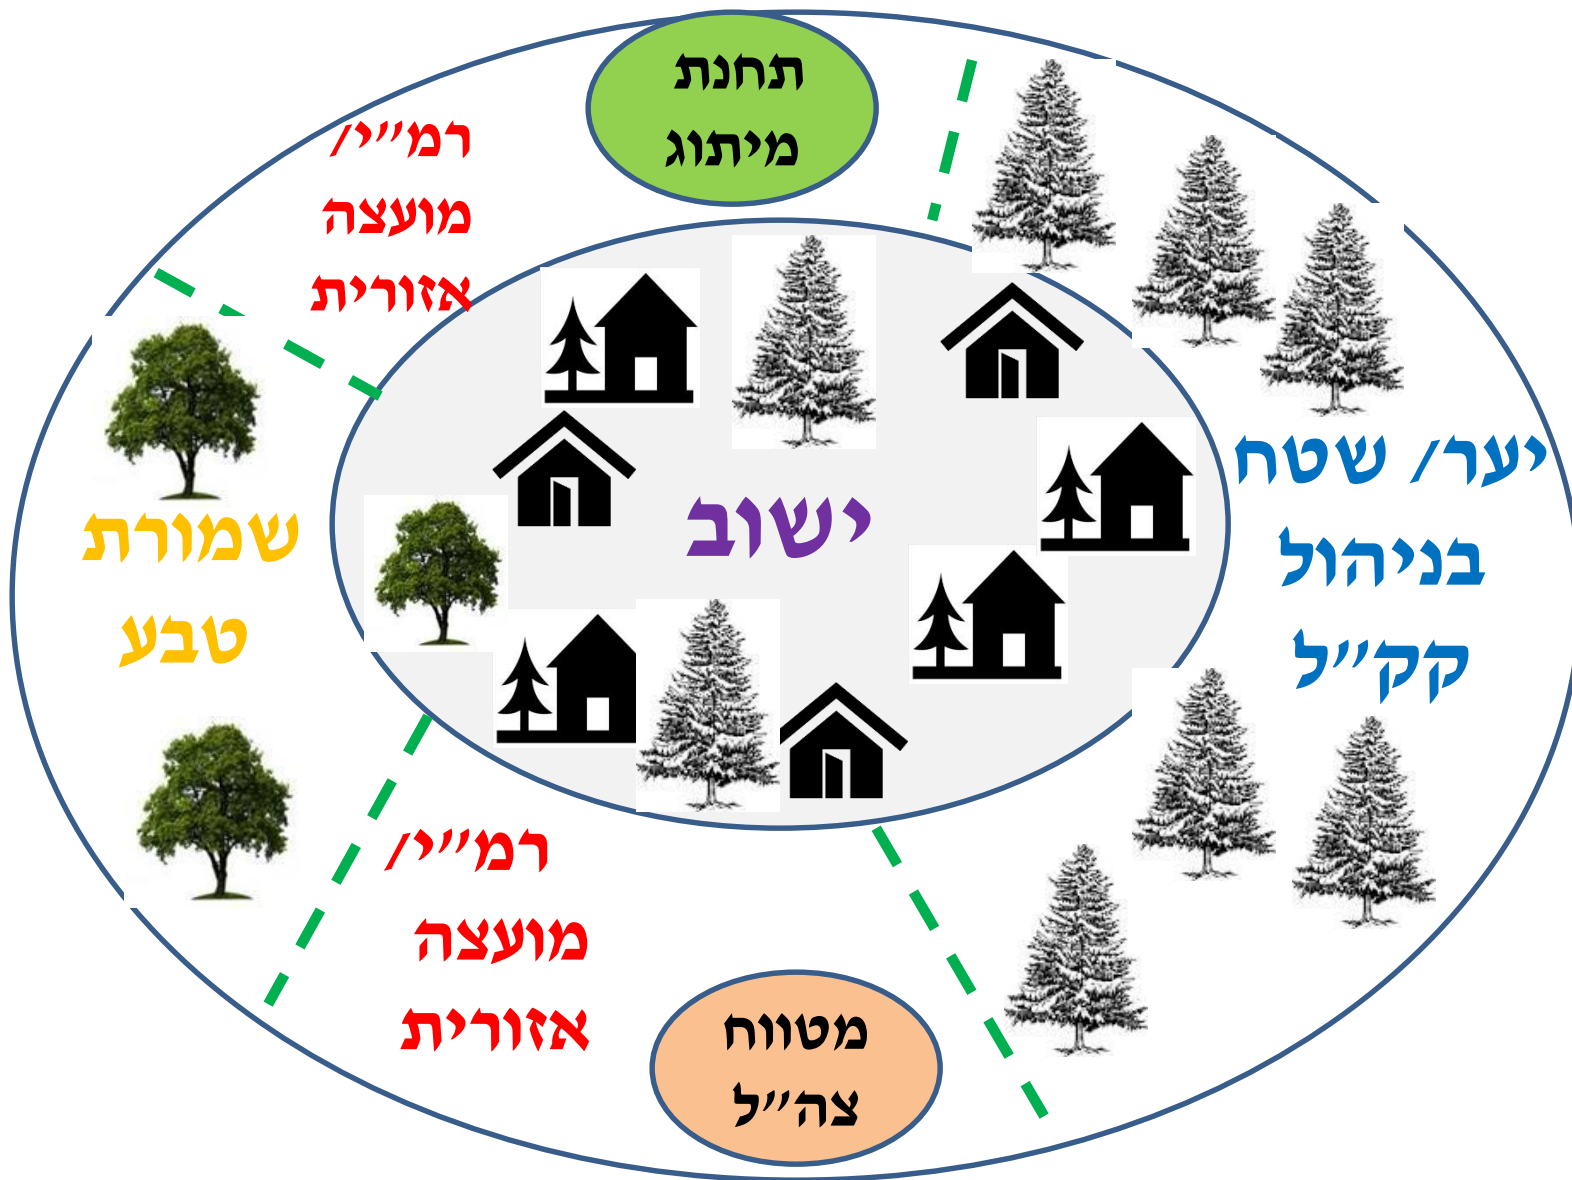 תחנת
מיתוג
רמ"י/
מועצה
אזורית
יער/ שטח
בניהול
קק"ל
ישוב
שמורת
טבע
רמ"י/
מועצה
אזורית
מטווח
צה"ל